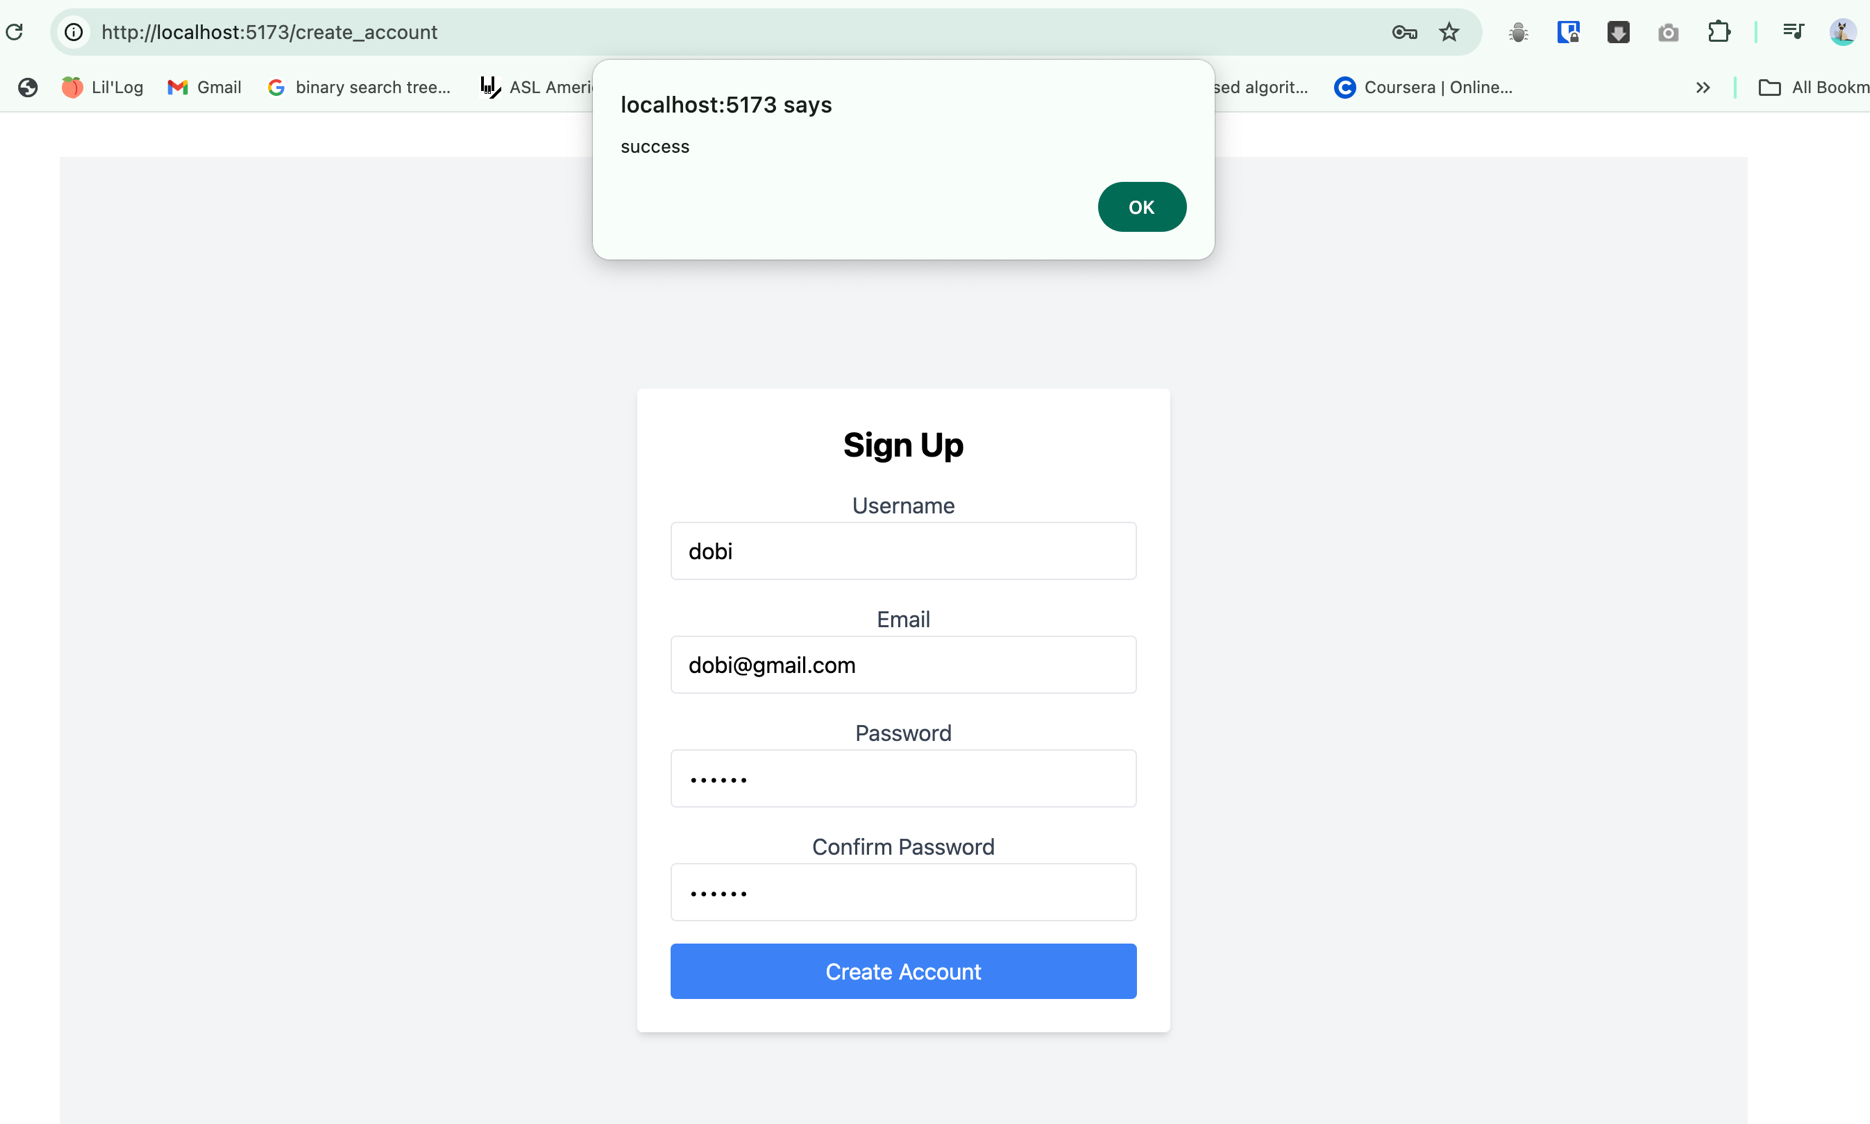 http://localhost:5173/create_account
Lil'Log
Gmail
binary search tree...
ASL Ameri
sed algorit...
Coursera | Online...
All Bookm
localhost:5173 says
success
OK
Sign Up
Username
dobi
Email
dobi@gmail.com
Password
••••••
Confirm Password
••••••
Create Account